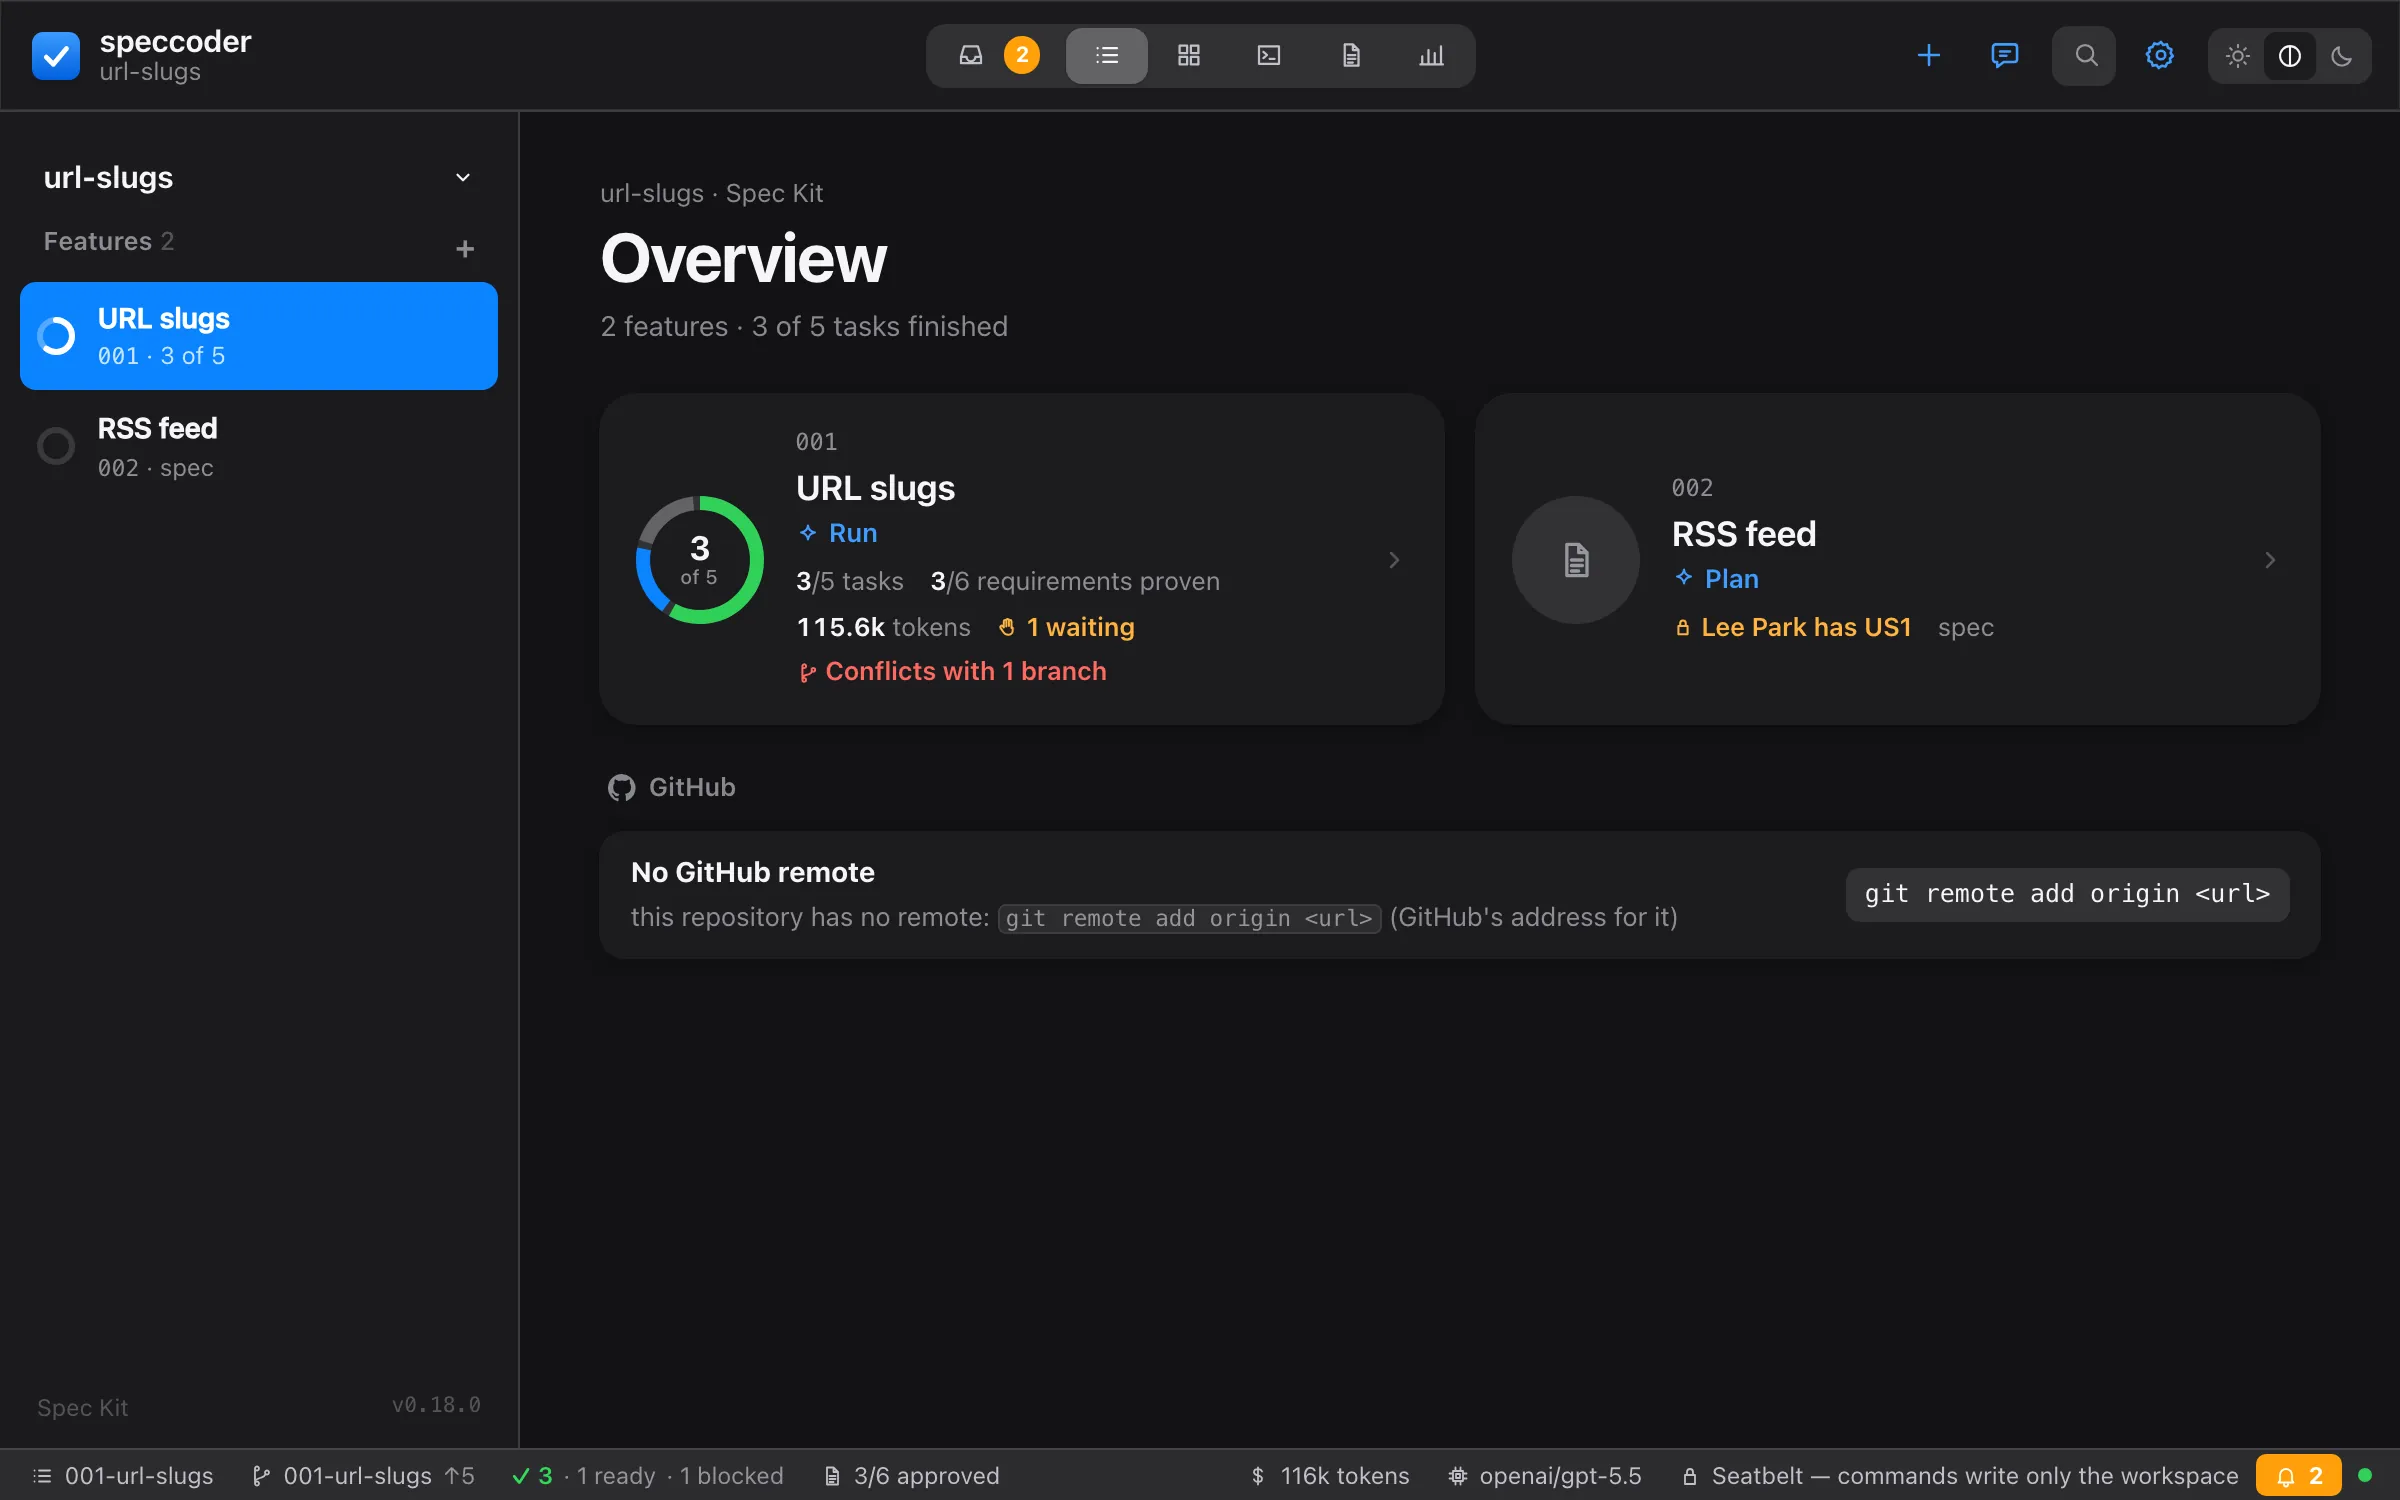 speccoder
url-slugs
2
url-slugs
Features 2
URL slugs
001 · 3 of 5
RSS feed
002 · spec
Spec Kit
v0.18.0
url-slugs · Spec Kit
Overview
2 features · 3 of 5 tasks finished
3
of 5
001
URL slugs
Run
3/5 tasks 3/6 requirements proven
115.6k tokens 1 waiting
Conflicts with 1 branch
002
RSS feed
Plan
Lee Park has US1 spec
GitHub
No GitHub remote
this repository has no remote: git remote add origin <url> (GitHub's address for it)
git remote add origin <url>
001-url-slugs 001-url-slugs ↑5 3 · 1 ready · 1 blocked 3/6 approved $ 116k tokens openai/gpt-5.5 Seatbelt — commands write only the workspace 2